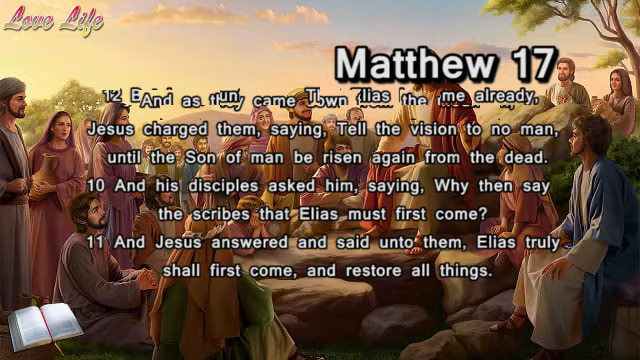 Love Life
Matthew 17
12 already,
And as they came down the
Jesus charged them, saying, Tell the vision to no man,
until the Son of man be risen again from the dead.
10 And his disciples asked him, saying, Why then say
the scribes that Elias must first come?
11 And Jesus answered and said unto them, Elias truly
shall first come, and restore all things.